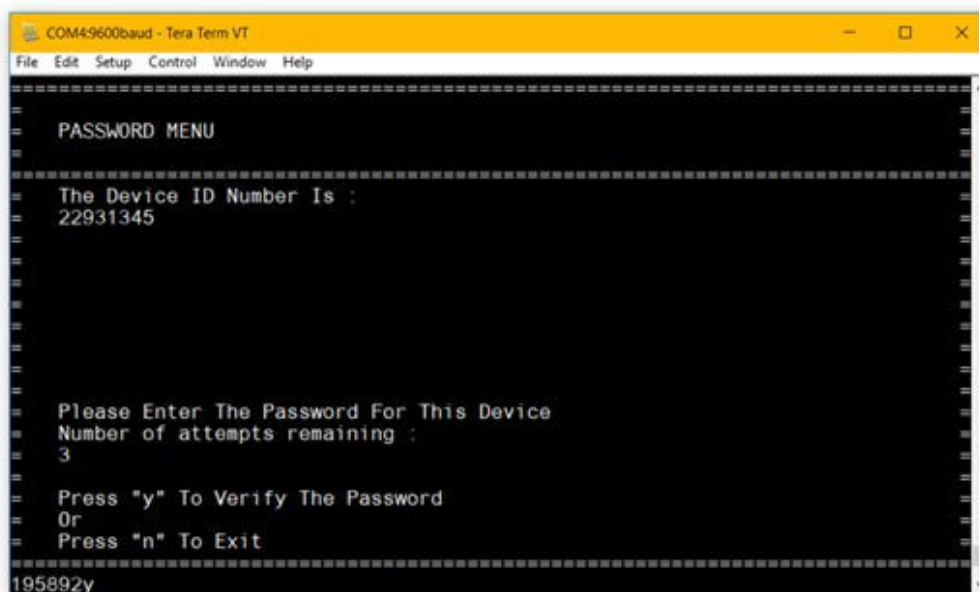 COM4:9600baud - Tera Term VT
File Edit Setup Control Window Help
PASSWORD MENU
The Device ID Number Is :
22931345
Please Enter The Password For This Device
Number of attempts remaining :
3
Press "y" To Verify The Password
Or
Press "n" To Exit
195892y